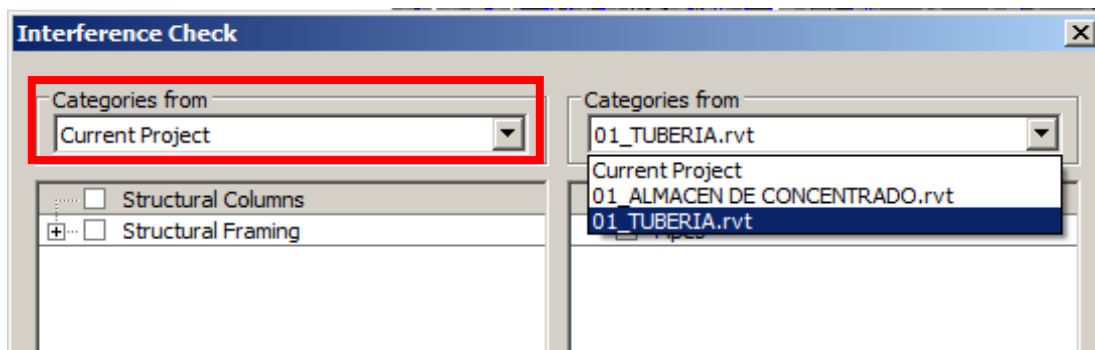 Interference Check
Categories from
Current Project
Structural Columns
Structural Framing
Categories from
01_TUBERIA.rvt
Current Project
01_ALMACEN DE CONCENTRADO.rvt
01_TUBERIA.rvt